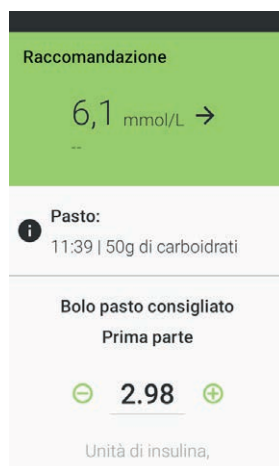 Raccomandazione
6,1 mmol/L →
--
Pasto:
11:39 | 50g di carboidrati
Bolo pasto consigliato
Prima parte
2.98
Unità di insulina,